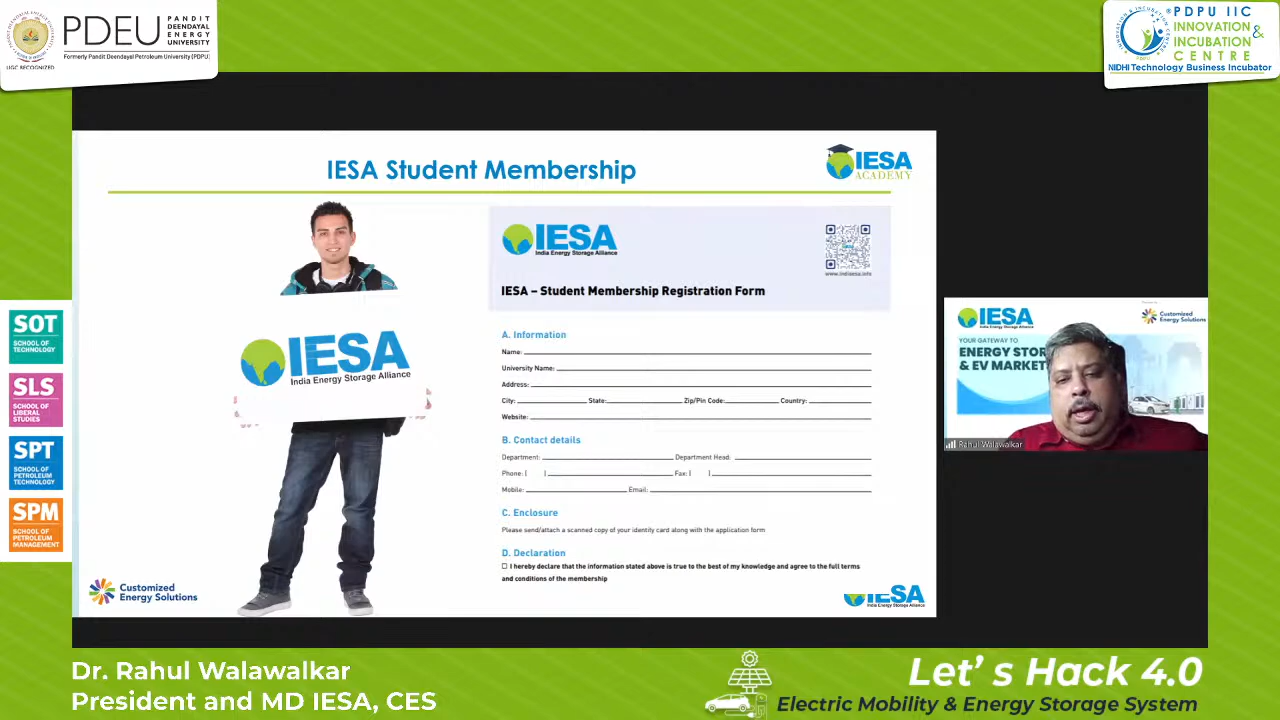 PDEU
PANDIT
DEENDAYAL
ENERGY
UNIVERSITY
Formerly Pandit Deendayal Petroleum University (PDPU)
UGC RECOGNIZED
PDPU IIC
INNOVATION &
INCUBATION
CENTRE
NIDHI Technology Business Incubator
IESA Student Membership
IESA
ACADEMY
IESA
India Energy Storage Alliance
www.indiaesa.info
IESA – Student Membership Registration Form
A. Information
Name:
University Name:
Address:
City: State: Zip/Pin Code: Country:
Website:
B. Contact details
Department: Department Head:
Phone: ( ) Fax: ( )
Mobile: Email:
C. Enclosure
Please send/attach a scanned copy of your identity card along with the application form
D. Declaration
☐ I hereby declare that the information stated above is true to the best of my knowledge and agree to the full terms
and conditions of the membership
IESA
India Energy Storage Alliance
Customized
Energy Solutions
IESA
India Energy Storage Alliance
SOT
SCHOOL OF
TECHNOLOGY
SLS
SCHOOL OF
LIBERAL
STUDIES
SPT
SCHOOL OF
PETROLEUM
TECHNOLOGY
SPM
SCHOOL OF
PETROLEUM
MANAGEMENT
IESA
India Energy Storage Alliance
Customized
Energy Solutions
YOUR GATEWAY TO
ENERGY STOR
& EV MARKET
Rahul Walawalkar
Dr. Rahul Walawalkar
President and MD IESA, CES
Let' s Hack 4.0
Electric Mobility & Energy Storage System